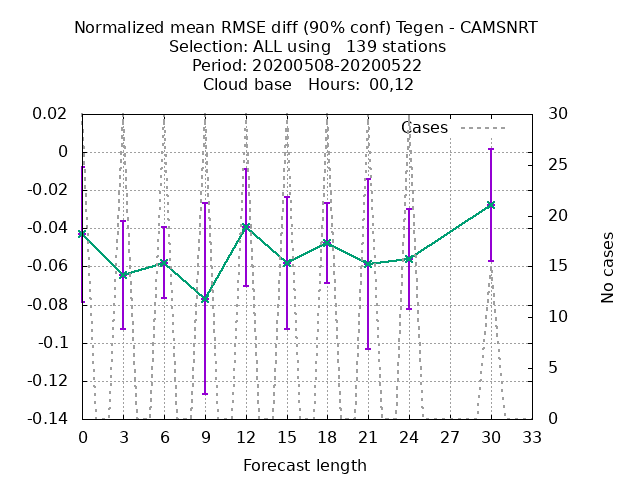 Normalized mean RMSE diff (90% conf) Tegen - CAMSNRT
Selection: ALL using   139 stations
Period: 20200508-20200522
Cloud base   Hours:  00,12
Cases
0.02
0
-0.02
-0.04
-0.06
-0.08
-0.1
-0.12
-0.14
30
25
20
15
10
5
0
No cases
0 3 6 9 12 15 18 21 24 27 30 33
Forecast length